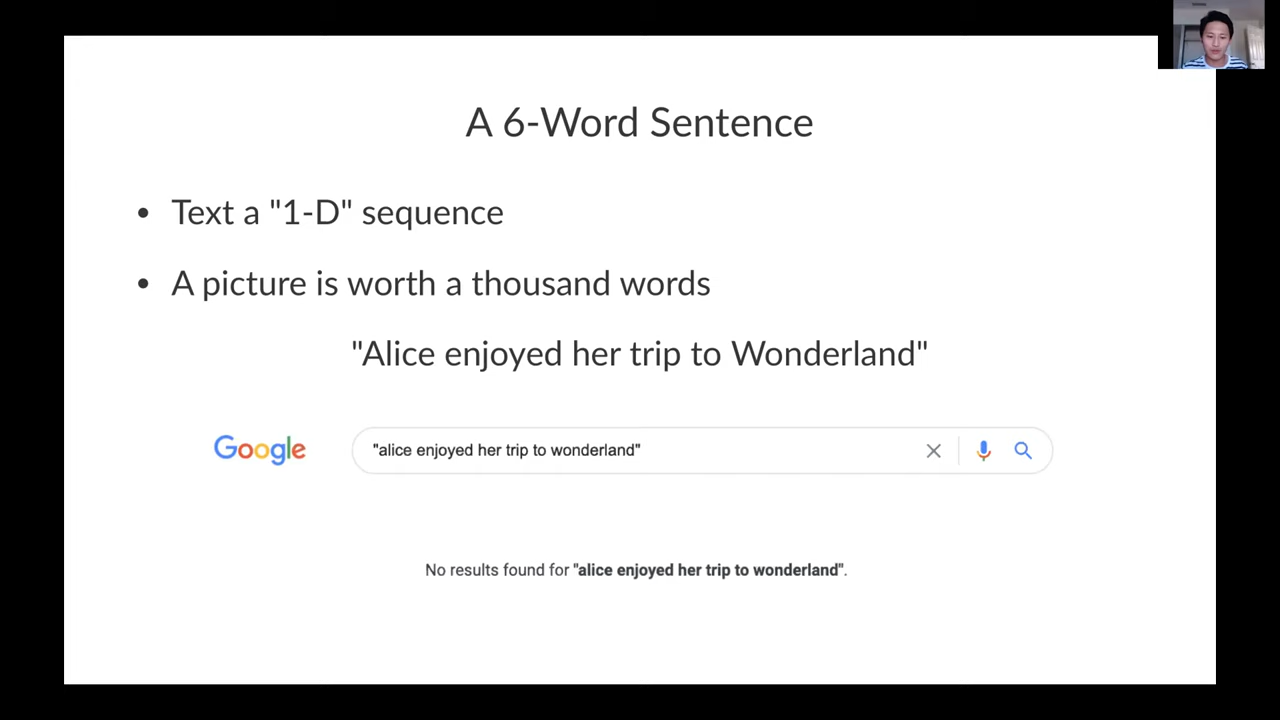 A 6-Word Sentence
• Text a "1-D" sequence
• A picture is worth a thousand words
"Alice enjoyed her trip to Wonderland"
Google "alice enjoyed her trip to wonderland"
No results found for "alice enjoyed her trip to wonderland".